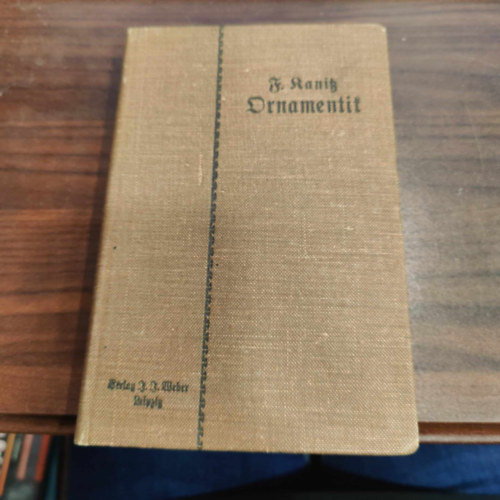 F. Kanitz
Ornamentik
Verlag J. J. Weber
Leipzig